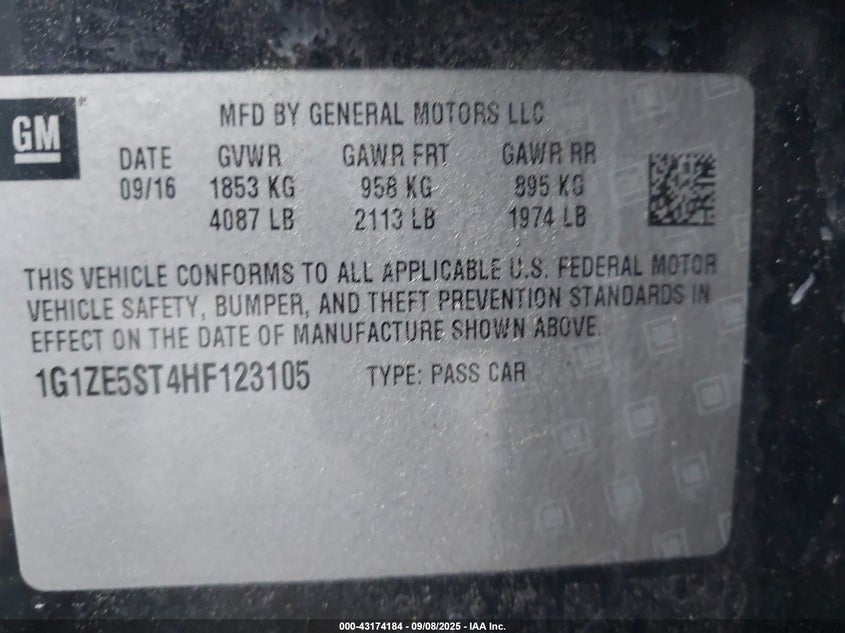 GM
MFD BY GENERAL MOTORS LLC
DATE GVWR GAWR FRT GAWR RR
09/16 1853 KG 958 KG 895 KG
4087 LB 2113 LB 1974 LB
THIS VEHICLE CONFORMS TO ALL APPLICABLE U.S. FEDERAL MOTOR
VEHICLE SAFETY, BUMPER, AND THEFT PREVENTION STANDARDS IN
EFFECT ON THE DATE OF MANUFACTURE SHOWN ABOVE.
1G1ZE5ST4HF123105 TYPE: PASS CAR
000-43174184 - 09/08/2025 - IAA Inc.